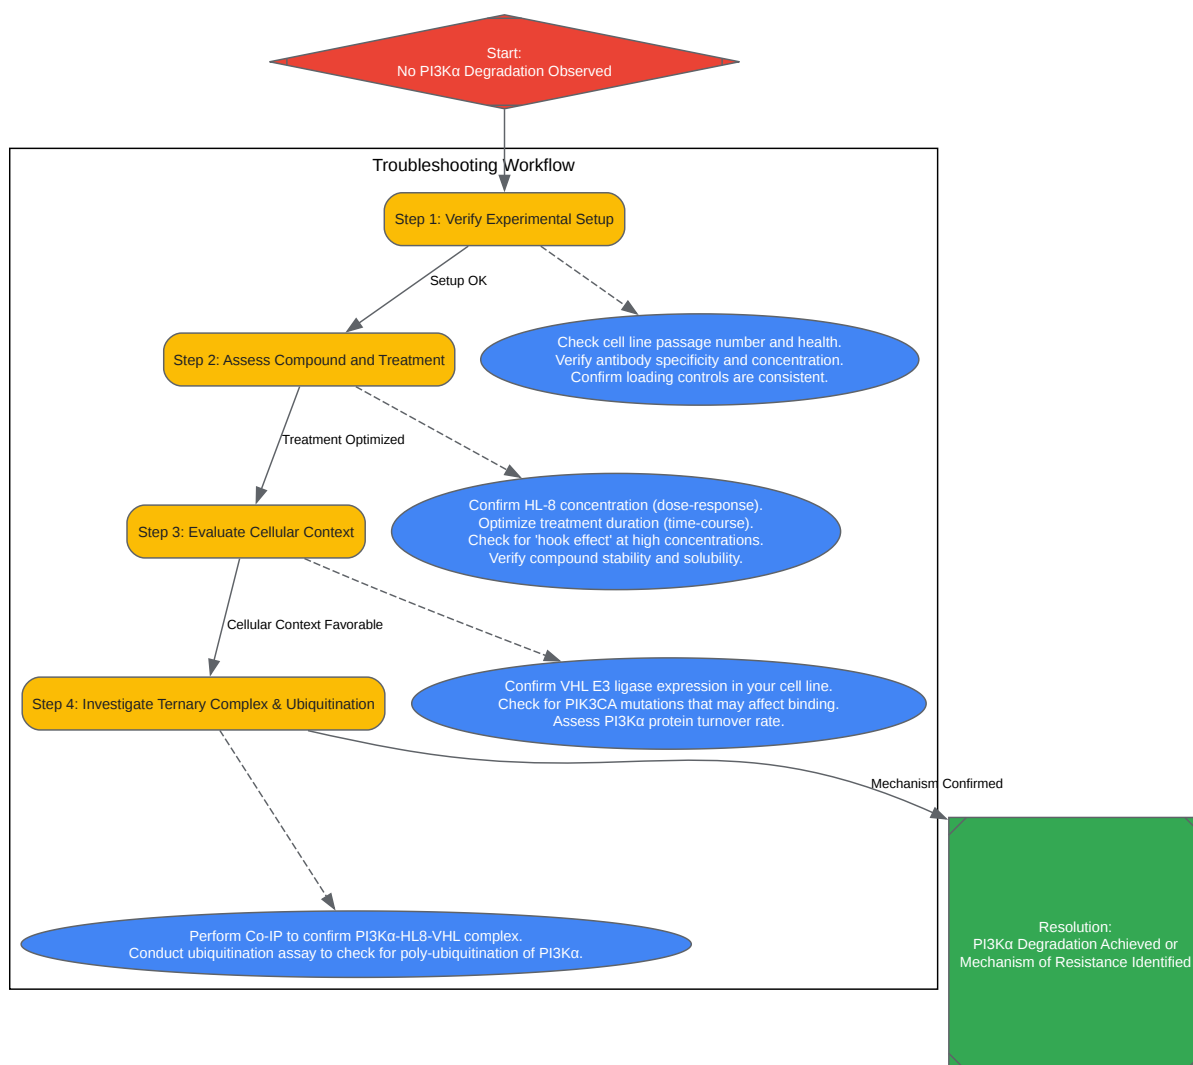 Start:
No PI3Kα Degradation Observed
Troubleshooting Workflow
Step 1: Verify Experimental Setup
Setup OK
Check cell line passage number and health.
Verify antibody specificity and concentration.
Confirm loading controls are consistent.
Step 2: Assess Compound and Treatment
Treatment Optimized
Confirm HL-8 concentration (dose-response).
Optimize treatment duration (time-course).
Check for 'hook effect' at high concentrations.
Verify compound stability and solubility.
Step 3: Evaluate Cellular Context
Cellular Context Favorable
Confirm VHL E3 ligase expression in your cell line.
Check for PIK3CA mutations that may affect binding.
Assess PI3Kα protein turnover rate.
Step 4: Investigate Ternary Complex & Ubiquitination
Mechanism Confirmed
Perform Co-IP to confirm PI3Kα-HL8-VHL complex.
Conduct ubiquitination assay to check for poly-ubiquitination of PI3Kα.
Resolution:
PI3Kα Degradation Achieved or
Mechanism of Resistance Identified